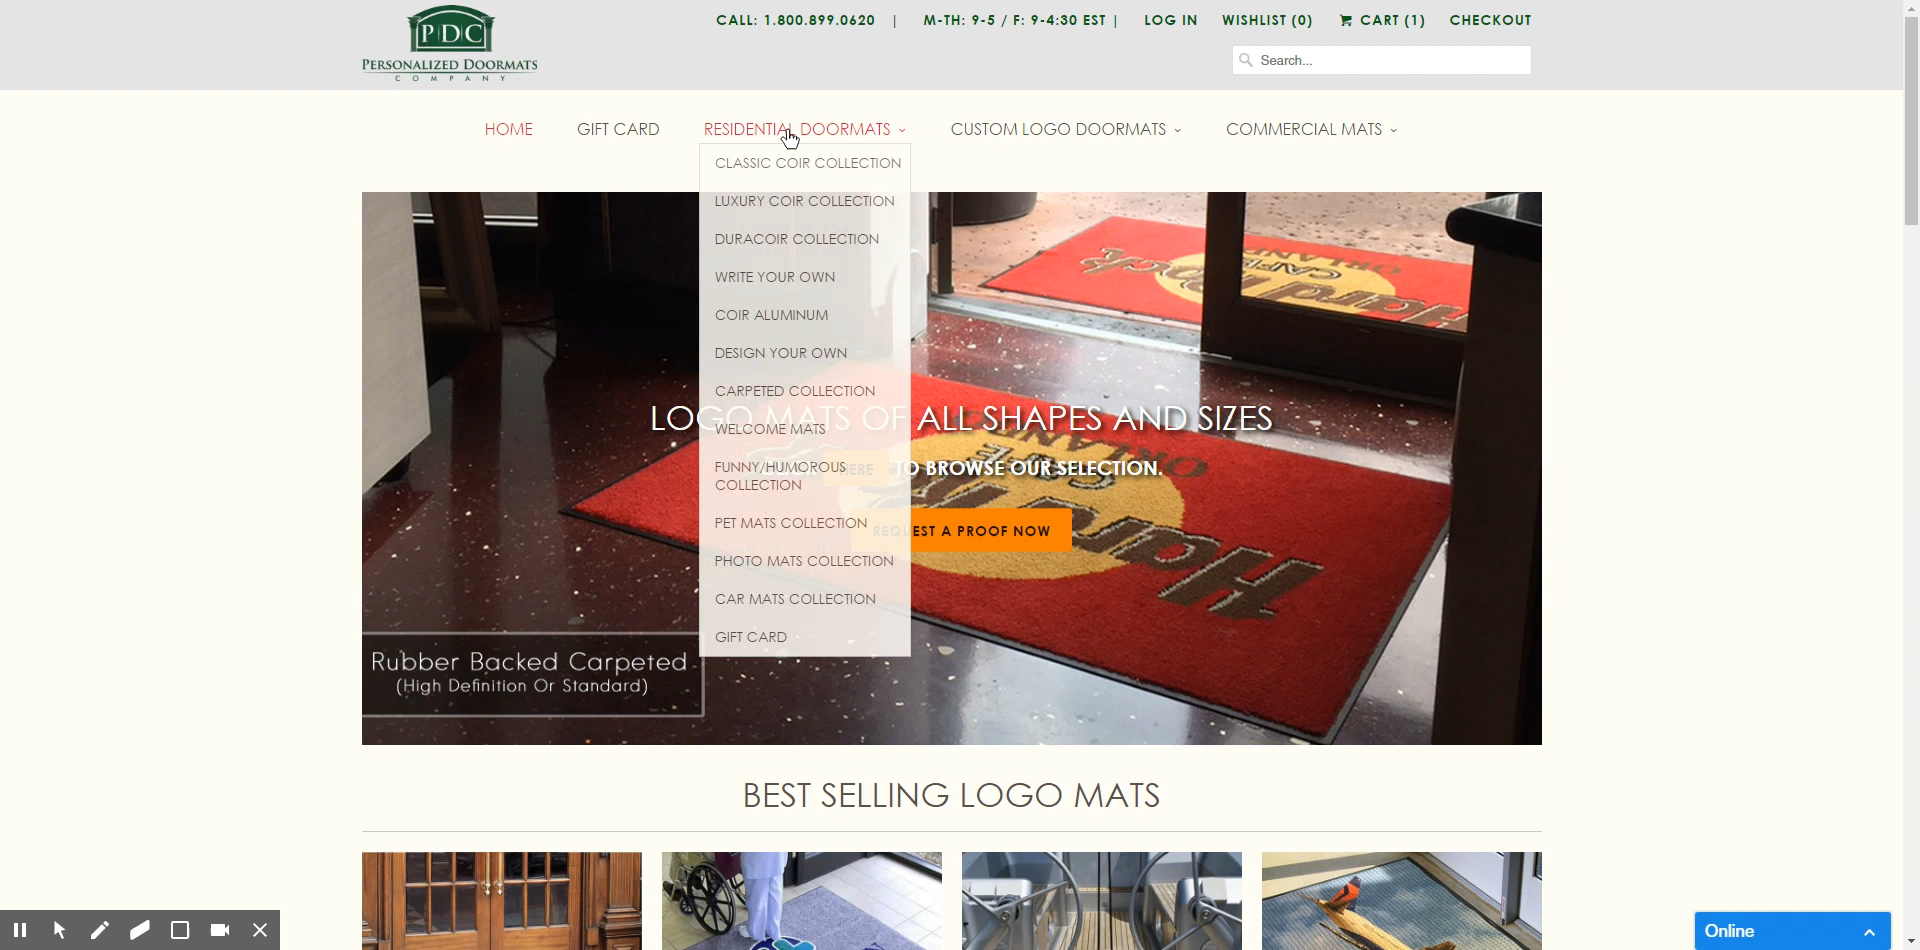 PDC
PERSONALIZED DOORMATS
COMPANY
CALL: 1.800.899.0620 | M-TH: 9-5 / F: 9-4:30 EST | LOG IN WISHLIST (0) CART (1) CHECKOUT
Search...
HOME GIFT CARD RESIDENTIAL DOORMATS CUSTOM LOGO DOORMATS COMMERCIAL MATS
CLASSIC COIR COLLECTION
LUXURY COIR COLLECTION
DURACOIR COLLECTION
WRITE YOUR OWN
COIR ALUMINUM
DESIGN YOUR OWN
CARPETED COLLECTION
LOGO MATS OF ALL SHAPES AND SIZES
WELCOME MATS
FUNNY/HUMOROUS
COLLECTION
HERE TO BROWSE OUR SELECTION.
PET MATS COLLECTION
REQUEST A PROOF NOW
PHOTO MATS COLLECTION
CAR MATS COLLECTION
GIFT CARD
Hard Rock
CAFE
ORLANDO
Rubber Backed Carpeted
(High Definition Or Standard)
BEST SELLING LOGO MATS
Online